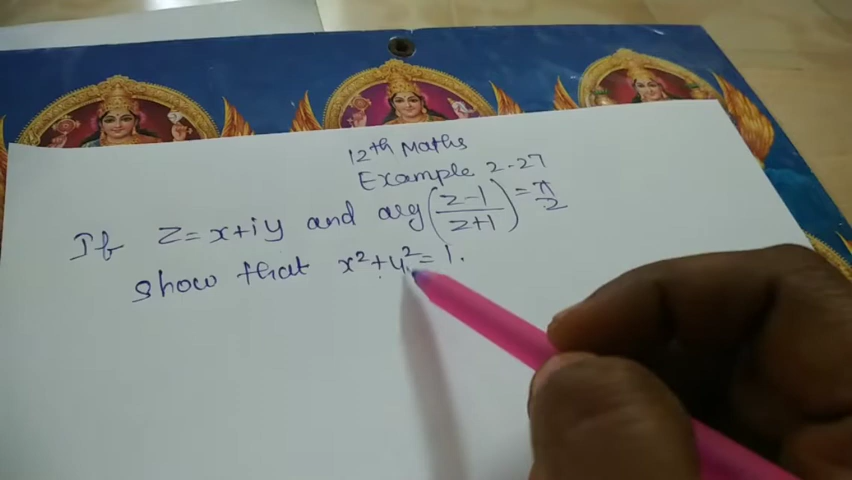 12th Maths
Example 2.27
If z=x+iy and arg(z-1/z+1)=π/2
show that x²+y²=1.